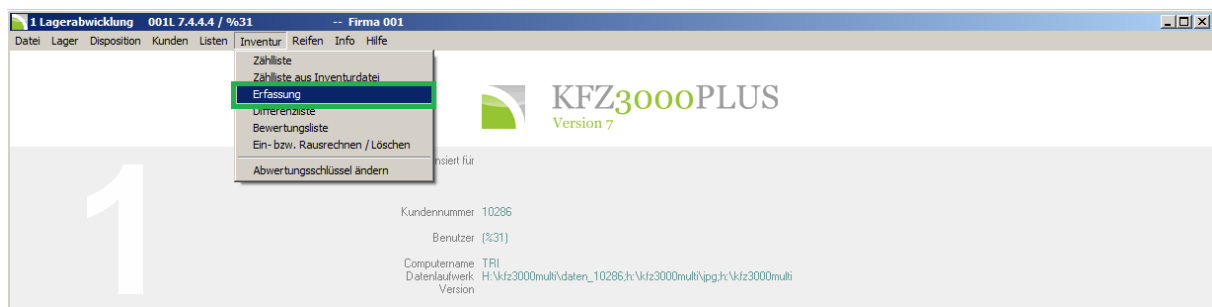 1 Lagerabwicklung 001L 7.4.4.4 / %31 -- Firma 001
Datei Lager Disposition Kunden Listen Inventur Reifen Info Hilfe
Zählliste
Zählliste aus Inventurdatei
Erfassung
Differenzliste
Bewertungsliste
Ein- bzw. Rausrechnen / Löschen
Abwertungsschlüssel ändern
KFZ3000PLUS
Version 7
1
für
Kundennummer 10286
Benutzer (%31)
Computername TRI
Datenlaufwerk H:\kfz3000multi\daten_10286;h:\kfz3000multi\jpg;h:\kfz3000multi
Version